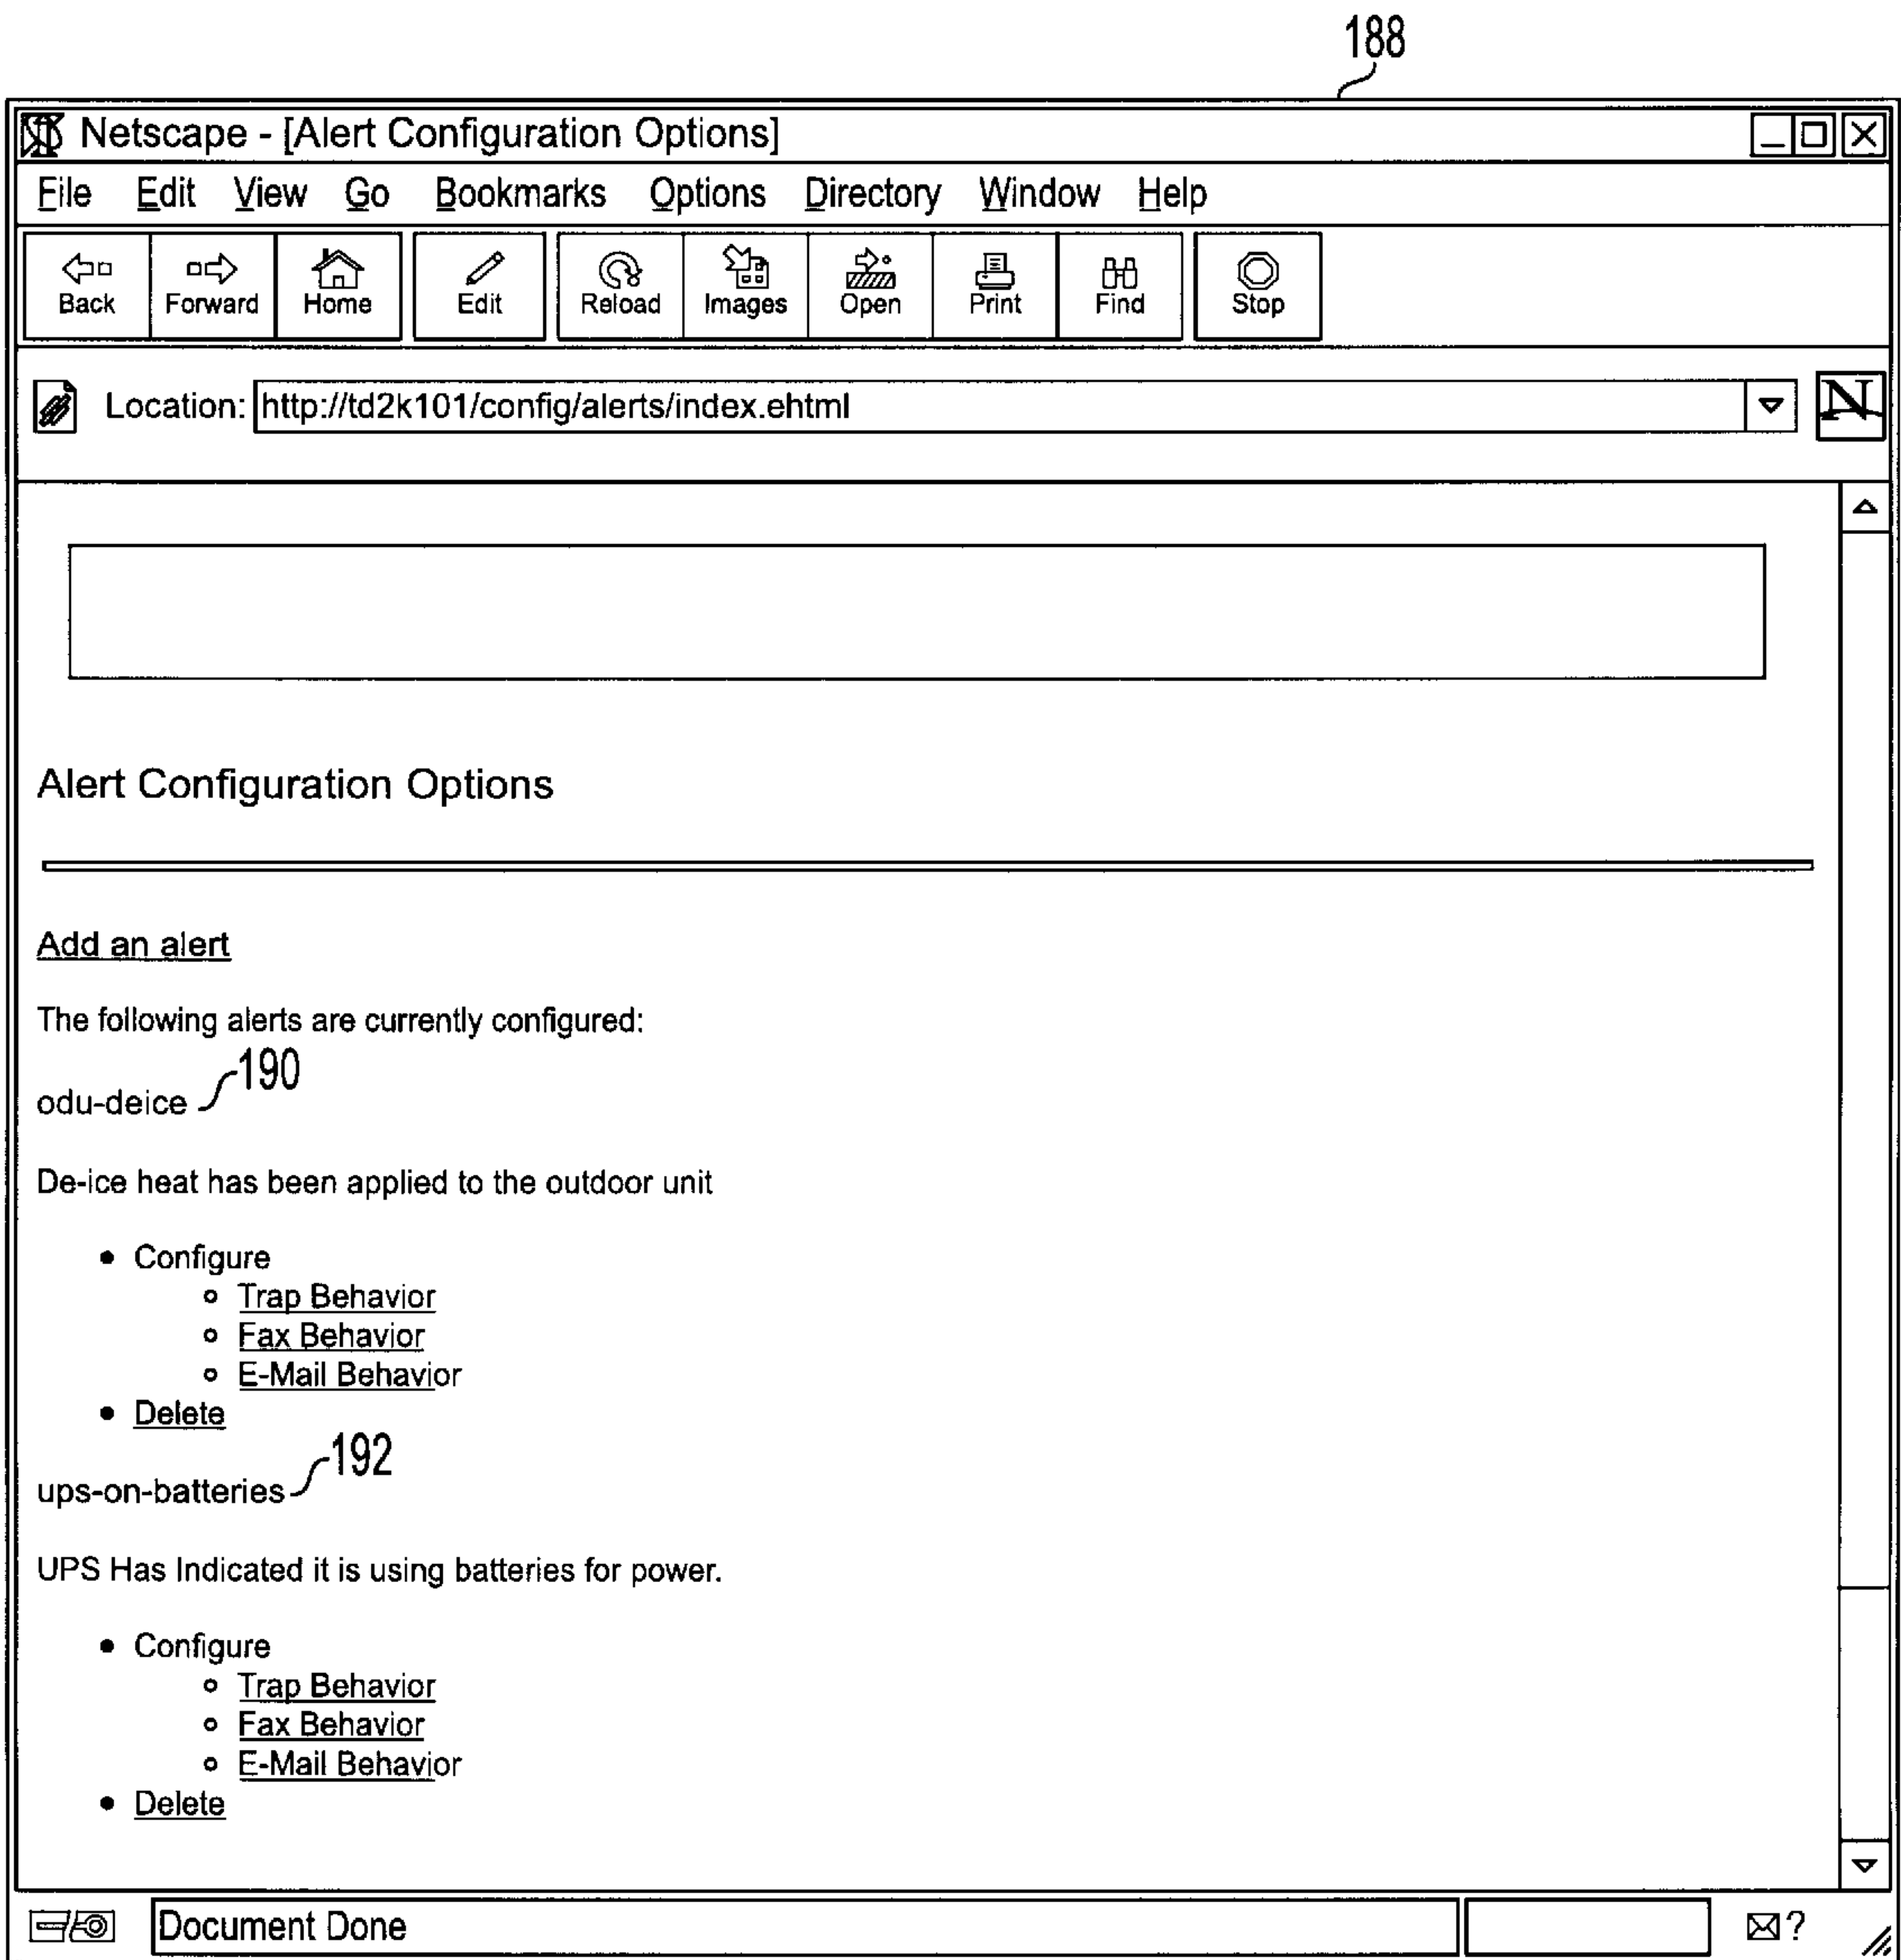 188
Netscape - [Alert Configuration Options]
File Edit View Go Bookmarks Options Directory Window Help
Back Forward Home Edit Reload Images Open Print Find Stop
Location: http://td2k101/config/alerts/index.ehtml
N
Alert Configuration Options
Add an alert
The following alerts are currently configured:
190
odu-deice
De-ice heat has been applied to the outdoor unit
• Configure
o Trap Behavior
o Fax Behavior
o E-Mail Behavior
• Delete
192
ups-on-batteries
UPS Has Indicated it is using batteries for power.
• Configure
o Trap Behavior
o Fax Behavior
o E-Mail Behavior
• Delete
Document Done
?